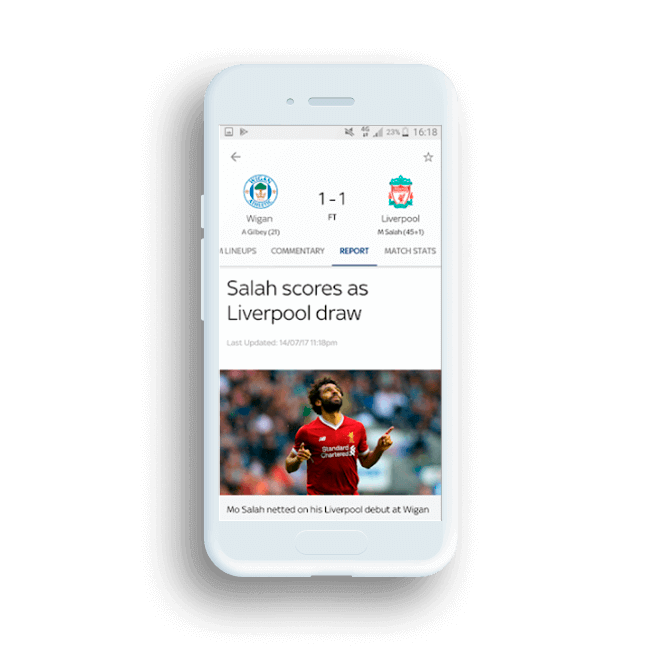 4G 23% 16:18
WIGAN
ATHLETIC
1-1
FT
Wigan
Liverpool
A Gilbey (21)
M Salah (45+1)
M LINEUPS COMMENTARY REPORT MATCH STATS
Salah scores as
Liverpool draw
Last Updated: 14/07/17 11:18pm
Standard
Chartered
Mo Salah netted on his Liverpool debut at Wigan